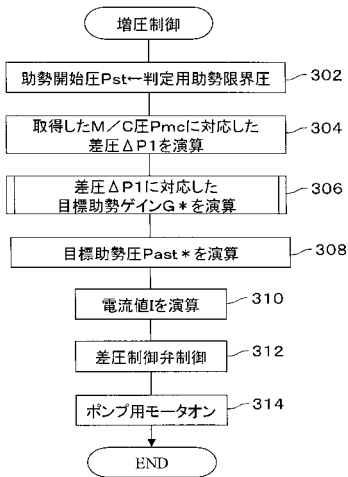 増圧制御
助勢開始圧Pst←判定用助勢限界圧
302
取得したM／C圧Pmcに対応した
差圧ΔP1を演算
304
差圧ΔP1に対応した
目標助勢ゲインG*を演算
306
目標助勢圧Past*を演算
308
電流値Iを演算
310
差圧制御弁制御
312
ポンプ用モータオン
314
END